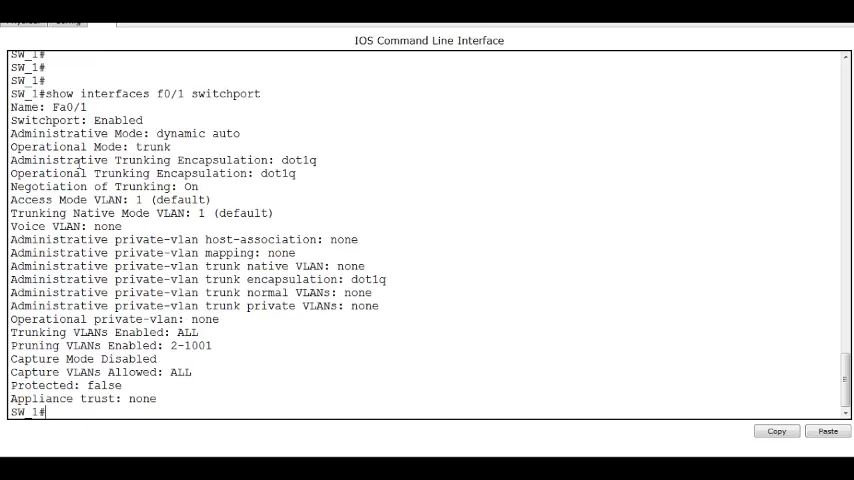 IOS Command Line Interface
SW_1#
SW_1#
SW_1#
SW_1#show interfaces f0/1 switchport
Name: Fa0/1
Switchport: Enabled
Administrative Mode: dynamic auto
Operational Mode: trunk
Administrative Trunking Encapsulation: dot1q
Operational Trunking Encapsulation: dot1q
Negotiation of Trunking: On
Access Mode VLAN: 1 (default)
Trunking Native Mode VLAN: 1 (default)
Voice VLAN: none
Administrative private-vlan host-association: none
Administrative private-vlan mapping: none
Administrative private-vlan trunk native VLAN: none
Administrative private-vlan trunk encapsulation: dot1q
Administrative private-vlan trunk normal VLANs: none
Administrative private-vlan trunk private VLANs: none
Operational private-vlan: none
Trunking VLANs Enabled: ALL
Pruning VLANs Enabled: 2-1001
Capture Mode Disabled
Capture VLANs Allowed: ALL
Protected: false
Appliance trust: none
SW_1#
Copy
Paste